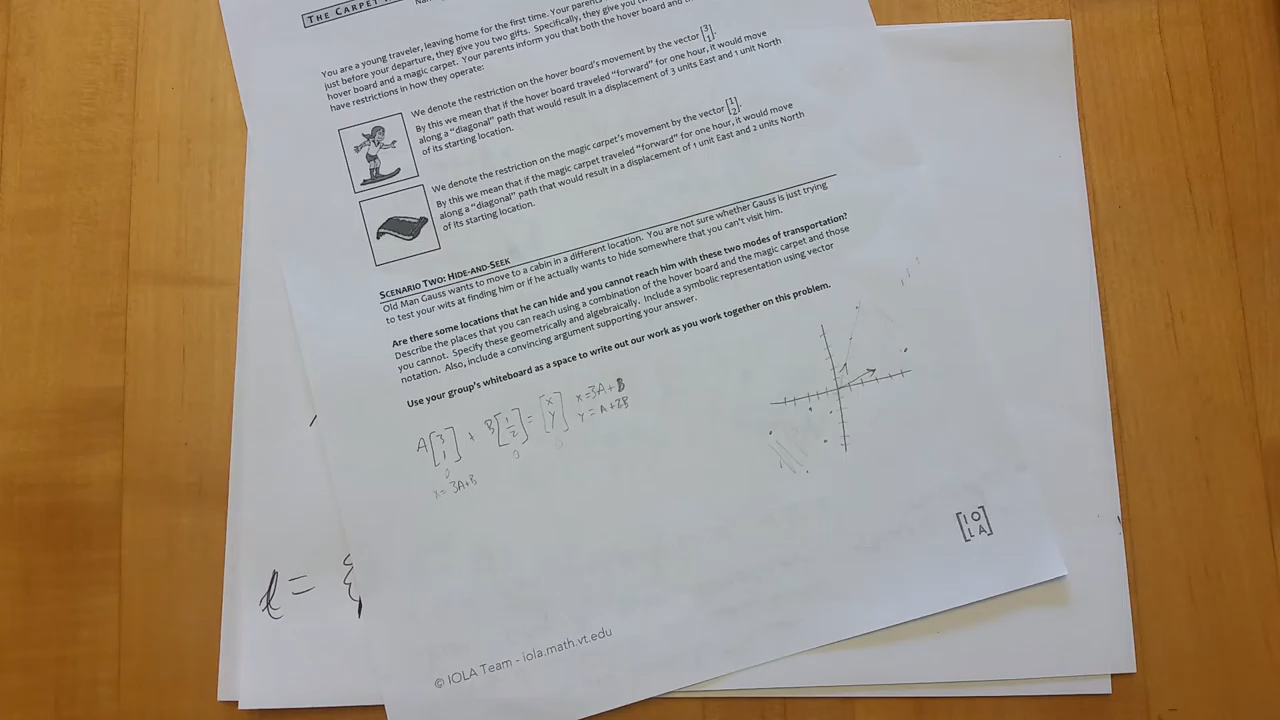 THE CARPET
You are a young traveler, leaving home for the first time. Your parents
just before your departure, they give you two gifts. Specifically, they give you
hover board and a magic carpet. Your parents inform you that both the hover board and
have restrictions in how they operate:
We denote the restriction on the hover board's movement by the vector [3 1].
By this we mean that if the hover board traveled "forward" for one hour, it would move
along a "diagonal" path that would result in a displacement of 3 units East and 1 unit North
of its starting location.
We denote the restriction on the magic carpet's movement by the vector [1 2].
By this we mean that if the magic carpet traveled "forward" for one hour, it would move
along a "diagonal" path that would result in a displacement of 1 unit East and 2 units North
of its starting location.
SCENARIO TWO: HIDE-AND-SEEK
Old Man Gauss wants to move to a cabin in a different location. You are not sure whether Gauss is just trying
to test your wits at finding him or if he actually wants to hide somewhere that you can't visit him.
Are there some locations that he can hide and you cannot reach him with these two modes of transportation?
Describe the places that you can reach using a combination of the hover board and the magic carpet and those
you cannot. Specify these geometrically and algebraically. Include a symbolic representation using vector
notation. Also, include a convincing argument supporting your answer.
Use your group's whiteboard as a space to write out our work as you work together on this problem.
A[3 1] + B[1 2] = [x y] x=3A+B
y=A+2B
0 0 0
x=3A+B
[IO LA]
l= {
© IOLA Team - iola.math.vt.edu